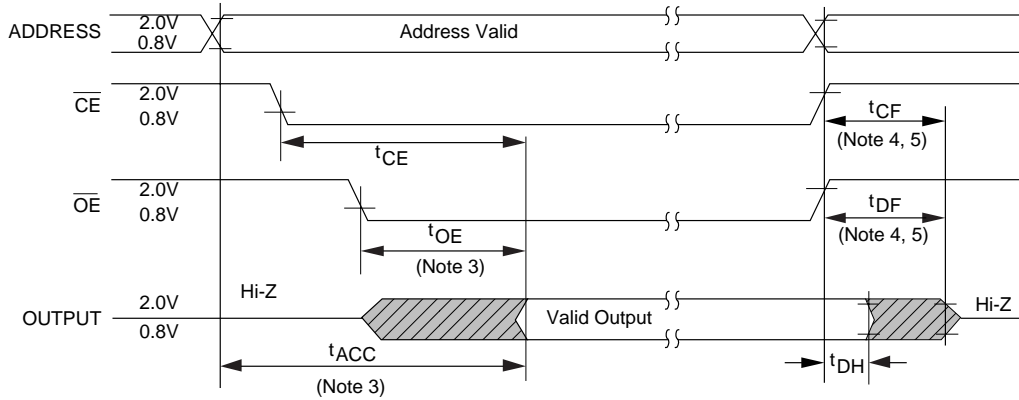 ADDRESS 2.0V 0.8V Address Valid
CE 2.0V 0.8V
tCE
tCF
(Note 4, 5)
OE 2.0V 0.8V
tOE
(Note 3)
tDF
(Note 4, 5)
OUTPUT 2.0V 0.8V Hi-Z Valid Output Hi-Z
tACC
(Note 3)
tDH